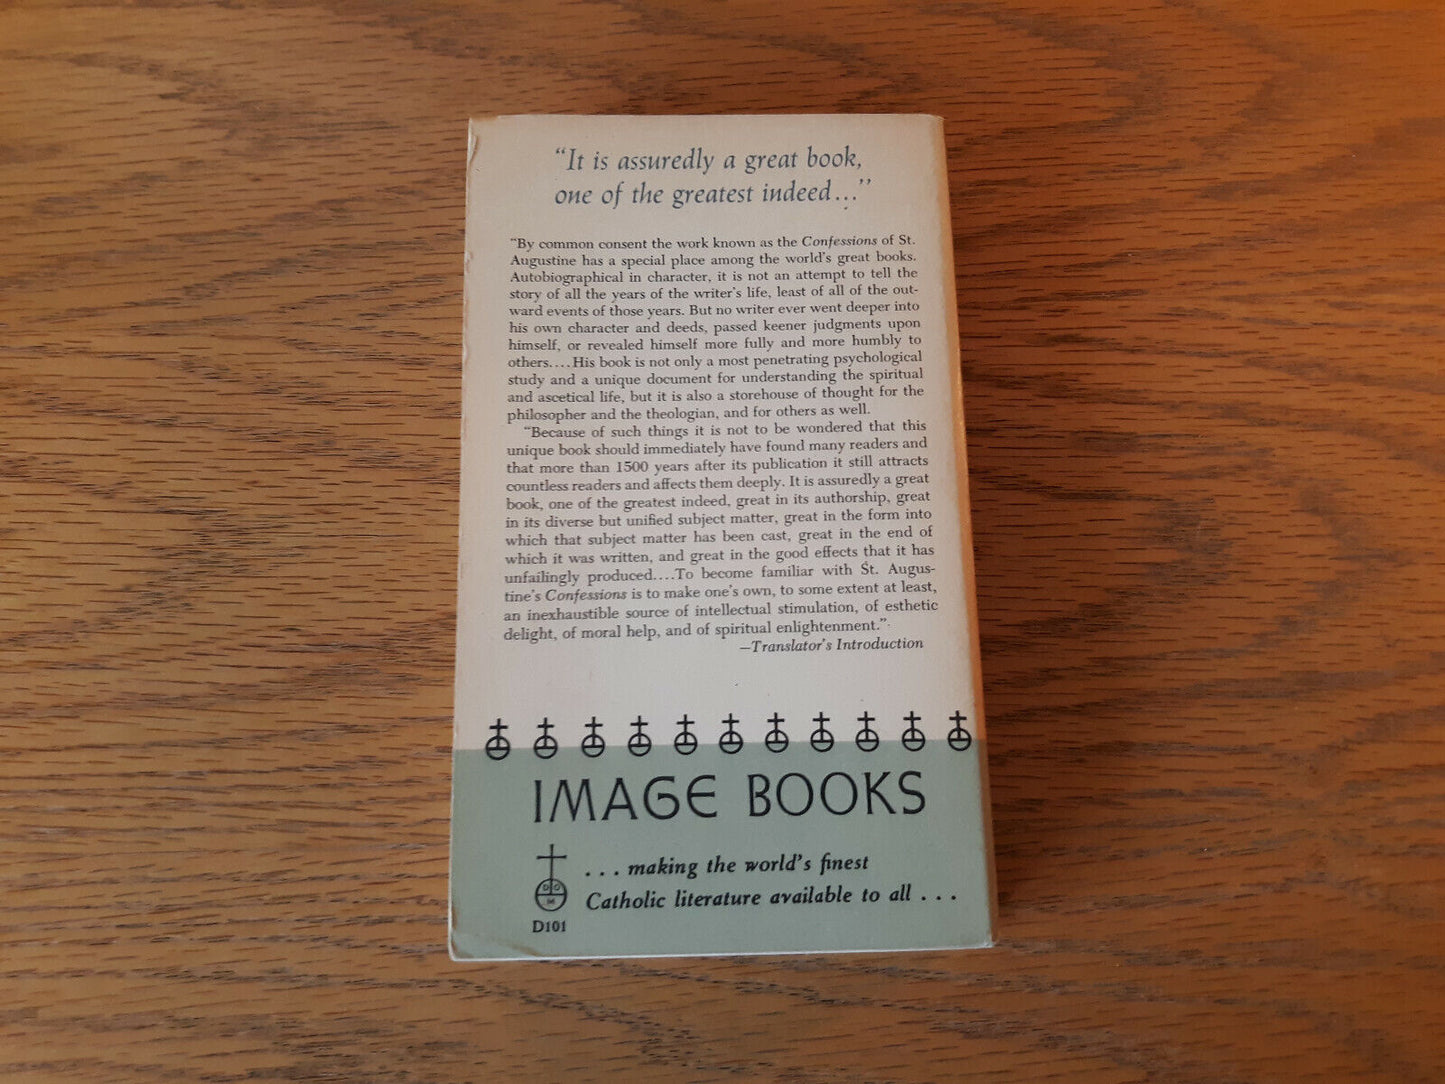 “It is assuredly a great book,
one of the greatest indeed...”
“By common consent the work known as the Confessions of St.
Augustine has a special place among the world’s great books.
Autobiographical in character, it is not an attempt to tell the
story of all the years of the writer’s life, least of all of the out-
ward events of those years. But no writer ever went deeper into
his own character and deeds, passed keener judgments upon
himself, or revealed himself more fully and more humbly to
others....His book is not only a most penetrating psychological
study and a unique document for understanding the spiritual
and ascetical life, but it is also a storehouse of thought for the
philosopher and the theologian, and for others as well.
“Because of such things it is not to be wondered that this
unique book should immediately have found many readers and
that more than 1500 years after its publication it still attracts
countless readers and affects them deeply. It is assuredly a great
book, one of the greatest indeed, great in its authorship, great
in its diverse but unified subject matter, great in the form into
which that subject matter has been cast, great in the end of
which it was written, and great in the good effects that it has
unfailingly produced....To become familiar with St. Augus-
tine’s Confessions is to make one’s own, to some extent at least,
an inexhaustible source of intellectual stimulation, of esthetic
delight, of moral help, and of spiritual enlightenment.”
—Translator’s Introduction
IMAGE BOOKS
. . . making the world’s finest
Catholic literature available to all . . .
D O
M
D101